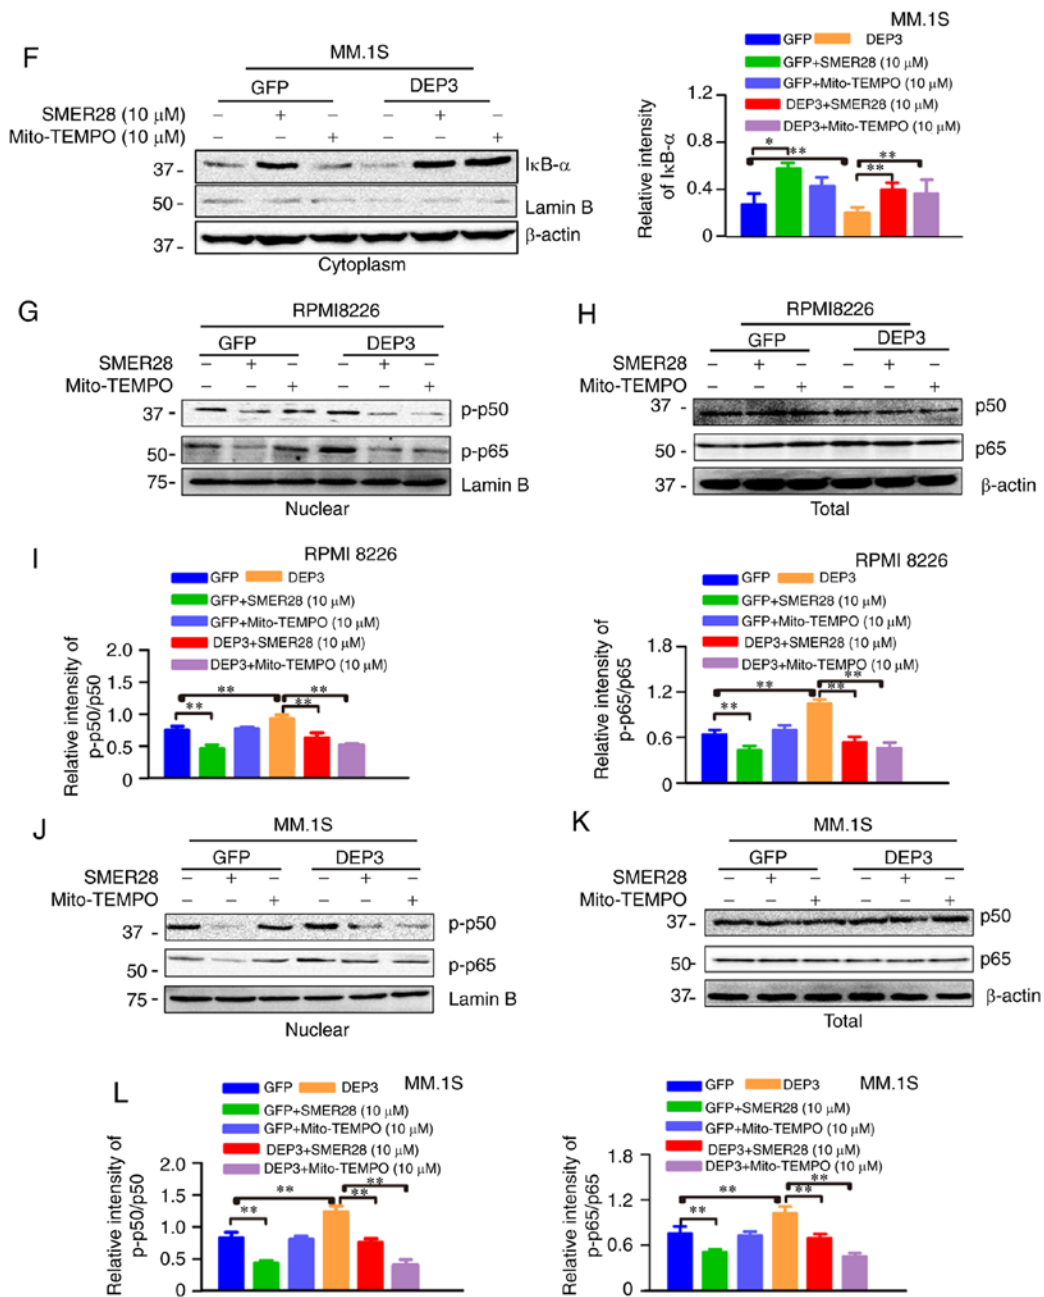 F
MM.1S
GFP DEP3
SMER28 (10 μM) – + – – + –
Mito-TEMPO (10 μM) – – + – – +
37 - IκB-α
50 - Lamin B
37 - β-actin
Cytoplasm
MM.1S
GFP DEP3
GFP+SMER28 (10 μM)
GFP+Mito-TEMPO (10 μM)
DEP3+SMER28 (10 μM)
DEP3+Mito-TEMPO (10 μM)
Relative intensity
of IκB-α
1.2
0.8
0.4
0
* ** ** **
G
RPMI8226
GFP DEP3
SMER28 – + – – + –
Mito-TEMPO – – + – – +
37 - p-p50
50 - p-p65
75 - Lamin B
Nuclear
H
RPMI8226
GFP DEP3
– + – – + –
– – + – – +
37 - p50
50 - p65
37 - β-actin
Total
I
RPMI 8226
GFP DEP3
GFP+SMER28 (10 μM)
GFP+Mito-TEMPO (10 μM)
DEP3+SMER28 (10 μM)
DEP3+Mito-TEMPO (10 μM)
Relative intensity of
p-p50/p50
2.0
1.5
1.0
0.5
0
** ** ** **
RPMI 8226
GFP DEP3
GFP+SMER28 (10 μM)
GFP+Mito-TEMPO (10 μM)
DEP3+SMER28 (10 μM)
DEP3+Mito-TEMPO (10 μM)
Relative intensity of
p-p65/p65
1.8
1.2
0.6
0
** ** ** **
J
MM.1S
GFP DEP3
SMER28 – + – – + –
Mito-TEMPO – – + – – +
37 - p-p50
50 - p-p65
75 - Lamin B
Nuclear
K
MM.1S
GFP DEP3
– + – – + –
– – + – – +
37 - p50
50- p65
37- β-actin
Total
L
MM.1S
GFP DEP3
GFP+SMER28 (10 μM)
GFP+Mito-TEMPO (10 μM)
DEP3+SMER28 (10 μM)
DEP3+Mito-TEMPO (10 μM)
Relative intensity of
p-p50/p50
2.0
1.5
1.0
0.5
0
** ** ** **
MM.1S
GFP DEP3
GFP+SMER28 (10 μM)
GFP+Mito-TEMPO (10 μM)
DEP3+SMER28 (10 μM)
DEP3+Mito-TEMPO (10 μM)
Relative intensity of
p-p65/p65
1.8
1.2
0.6
0
** ** ** **